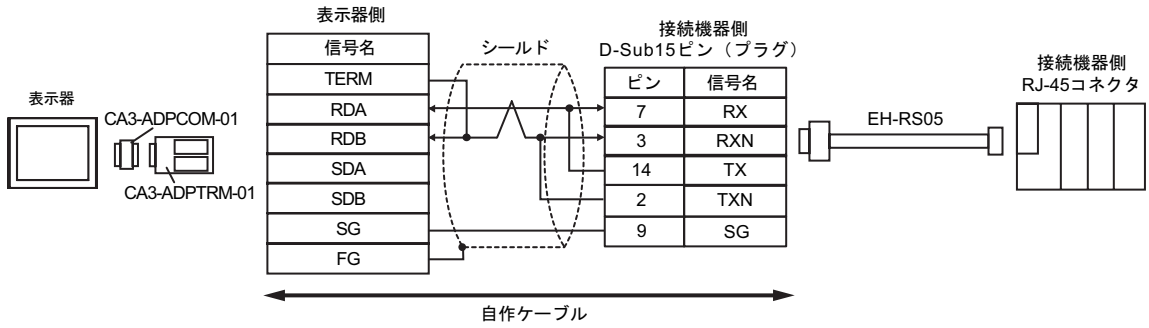 表示器
CA3-ADPCOM-01
CA3-ADPTRM-01
表示器側
信号名
TERM
RDA
RDB
SDA
SDB
SG
FG
シールド
接続機器側
D-Sub15ピン（プラグ）
ピン 信号名
7 RX
3 RXN
14 TX
2 TXN
9 SG
自作ケーブル
EH-RS05
接続機器側
RJ-45コネクタ